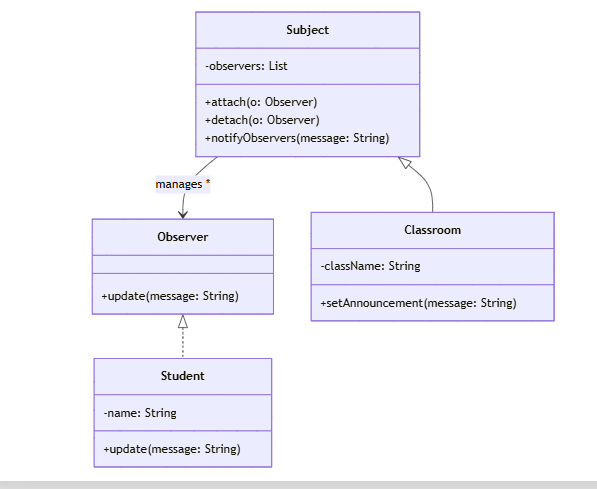 Subject
-observers: List
+attach(o: Observer)
+detach(o: Observer)
+notifyObservers(message: String)
manages *
Observer
+update(message: String)
Classroom
-className: String
+setAnnouncement(message: String)
Student
-name: String
+update(message: String)